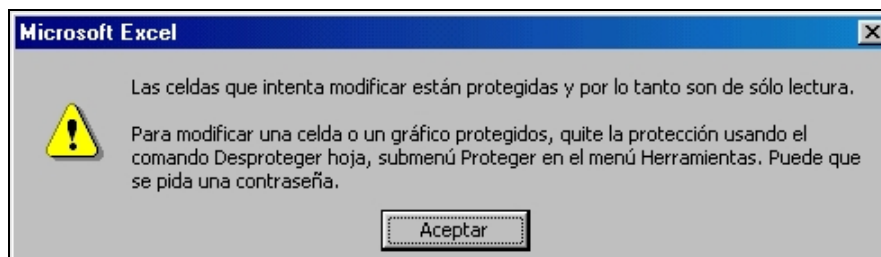 Microsoft Excel
Las celdas que intenta modificar están protegidas y por lo tanto son de sólo lectura.
Para modificar una celda o un gráfico protegidos, quite la protección usando el
comando Desproteger hoja, submenú Proteger en el menú Herramientas. Puede que
se pida una contraseña.
Aceptar